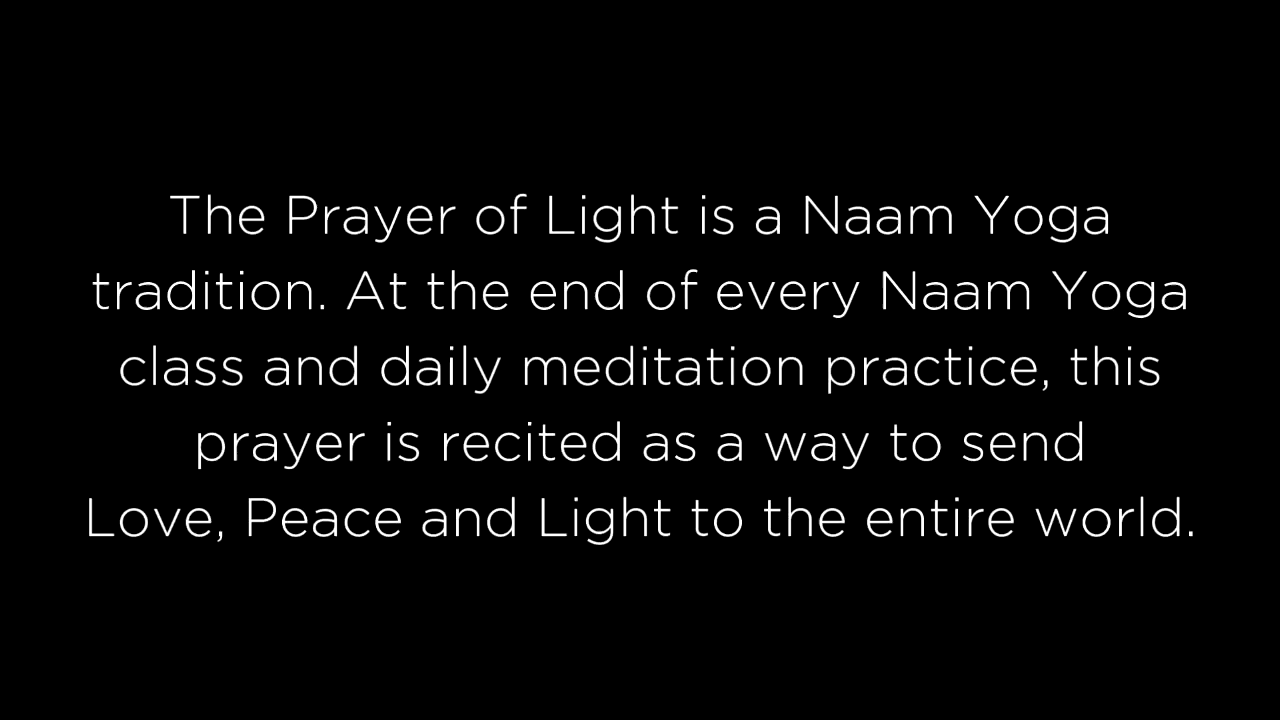 The Prayer of Light is a Naam Yoga
tradition. At the end of every Naam Yoga
class and daily meditation practice, this
prayer is recited as a way to send
Love, Peace and Light to the entire world.